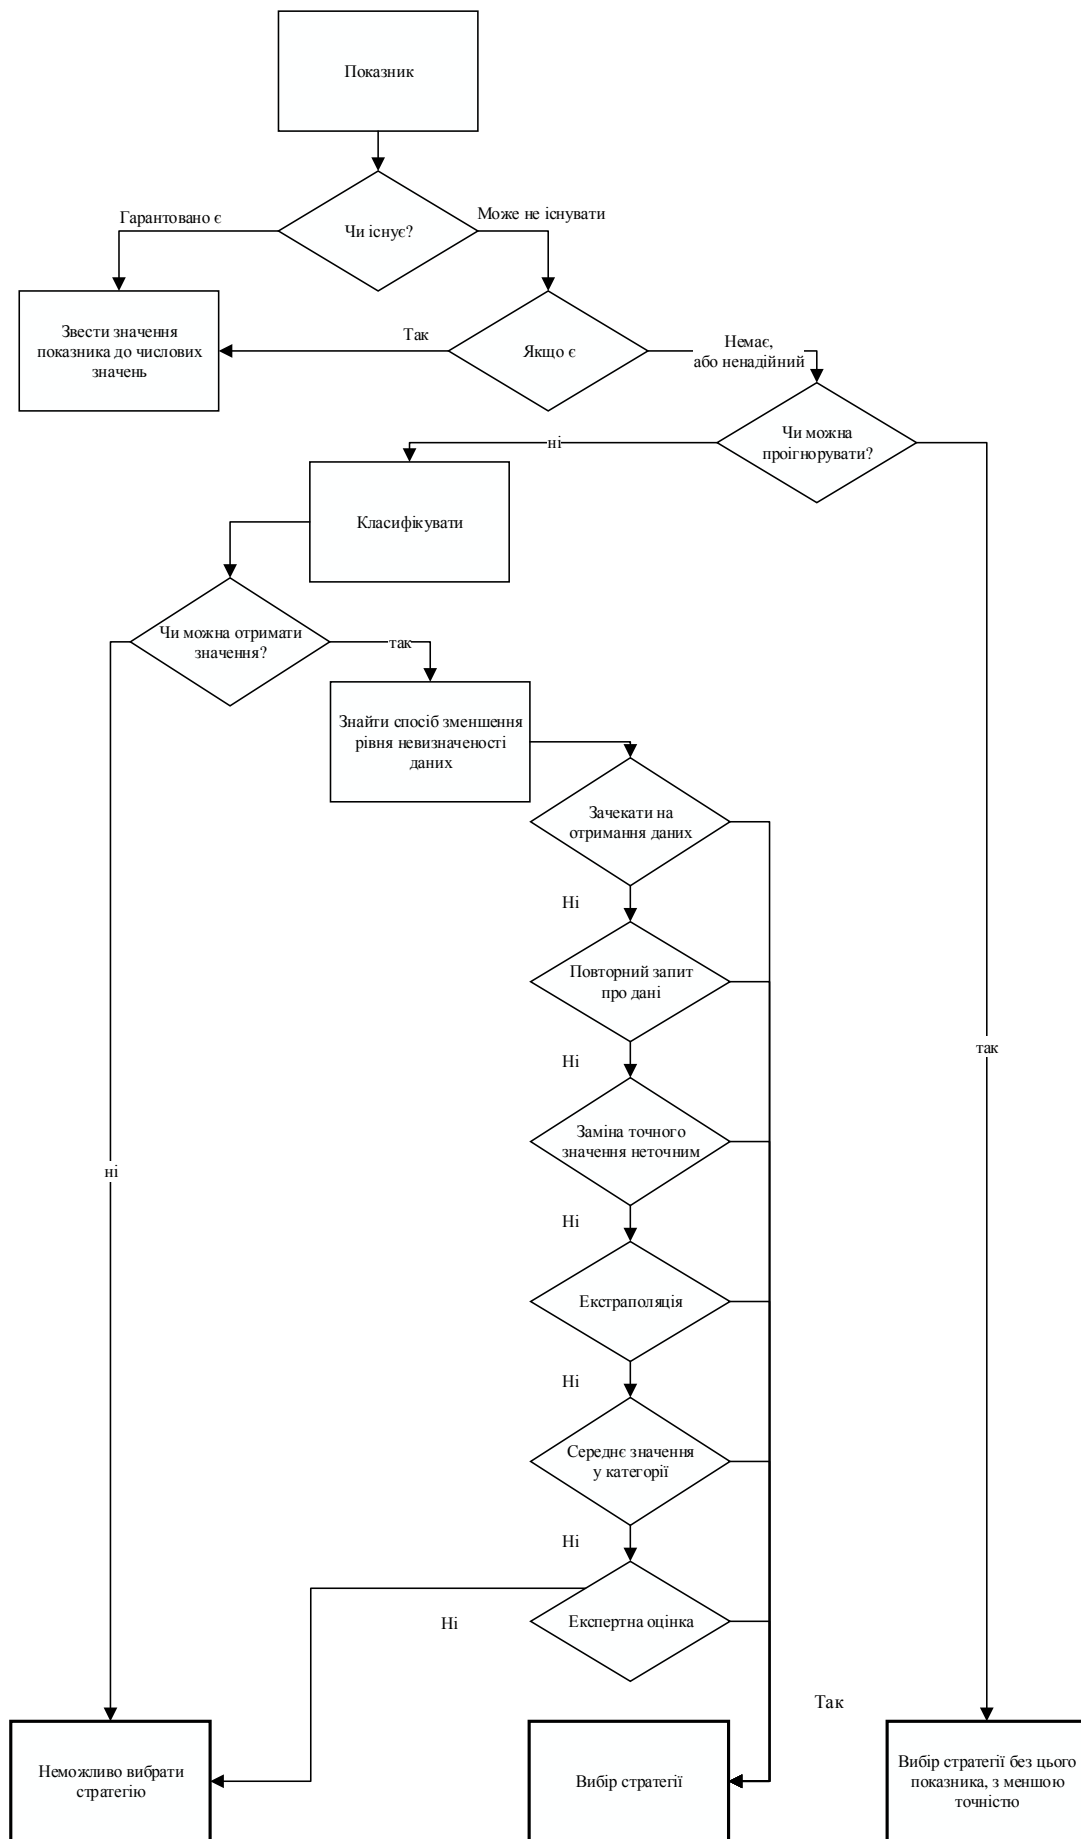 Показник
Чи існує?
Гарантовано є
Може не існувати
Звести значення
показника до числових
значень
Так
Якщо є
Немає,
або ненадійний
Чи можна
проігнорувати?
ні
Класифікувати
Чи можна отримати
значення?
так
Знайти спосіб зменшення
рівня невизначеності
даних
Зачекати на
отримання даних
Ні
Повторний запит
про дані
Ні
так
Заміна точного
значення неточним
ні
Ні
Екстраполяція
Ні
Середнє значення
у категорії
Ні
Експертна оцінка
Ні
Так
Неможливо вибрати
стратегію
Вибір стратегії
Вибір стратегії без цього
показника, з меншою
точністю